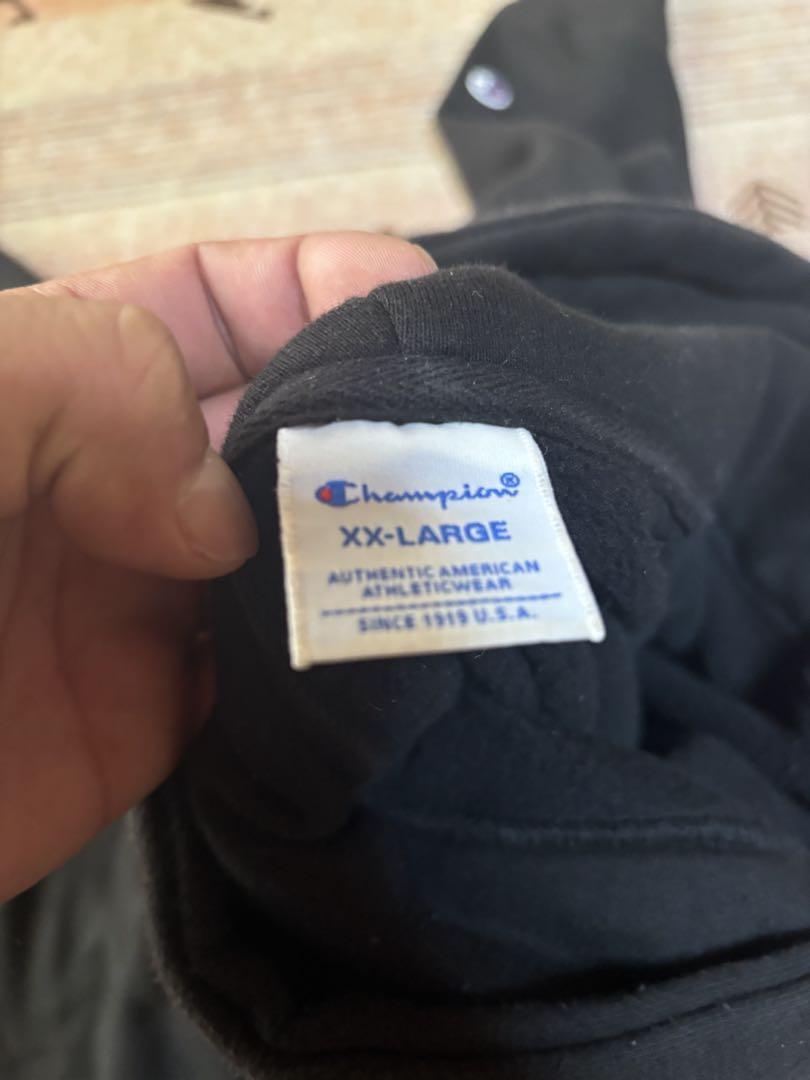 Champion®
XX-LARGE
AUTHENTIC AMERICAN
ATHLETICWEAR
SINCE 1919 U.S.A.